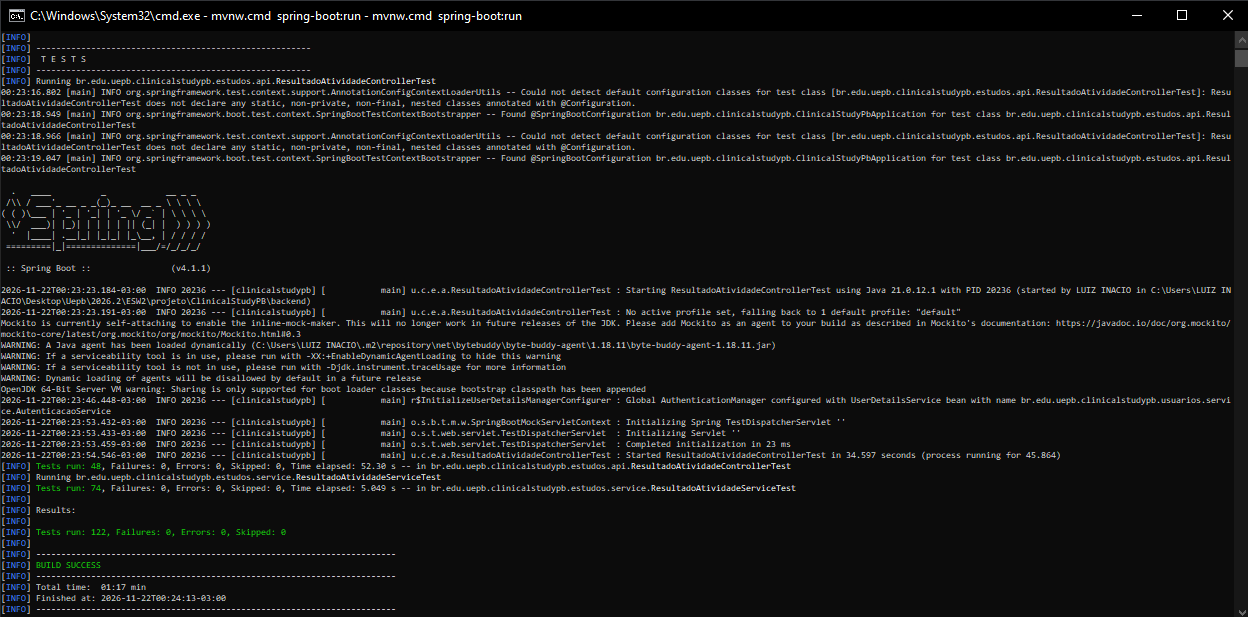 C:\Windows\System32\cmd.exe - mvnw.cmd  spring-boot:run - mvnw.cmd  spring-boot:run
[INFO]
[INFO] -------------------------------------------------------
[INFO]  T E S T S
[INFO] -------------------------------------------------------
[INFO] Running br.edu.uepb.clinicalstudypb.estudos.api.ResultadoAtividadeControllerTest
00:23:16.802 [main] INFO org.springframework.test.context.support.AnnotationConfigContextLoaderUtils -- Could not detect default configuration classes for test class [br.edu.uepb.clinicalstudypb.estudos.api.ResultadoAtividadeControllerTest]: Resu
ltadoAtividadeControllerTest does not declare any static, non-private, non-final, nested classes annotated with @Configuration.
00:23:18.949 [main] INFO org.springframework.boot.test.context.SpringBootTestContextBootstrapper -- Found @SpringBootConfiguration br.edu.uepb.clinicalstudypb.ClinicalStudyPbApplication for test class br.edu.uepb.clinicalstudypb.estudos.api.Resul
tadoAtividadeControllerTest
00:23:18.966 [main] INFO org.springframework.test.context.support.AnnotationConfigContextLoaderUtils -- Could not detect default configuration classes for test class [br.edu.uepb.clinicalstudypb.estudos.api.ResultadoAtividadeControllerTest]: Resu
ltadoAtividadeControllerTest does not declare any static, non-private, non-final, nested classes annotated with @Configuration.
00:23:19.047 [main] INFO org.springframework.boot.test.context.SpringBootTestContextBootstrapper -- Found @SpringBootConfiguration br.edu.uepb.clinicalstudypb.ClinicalStudyPbApplication for test class br.edu.uepb.clinicalstudypb.estudos.api.Resul
tadoAtividadeControllerTest
  .   ____          _            __ _ _
 /\\ / ___'_ __ _ _(_)_ __  __ _ \ \ \ \
( ( )\___ | '_ | '_| | '_ \/ _` | \ \ \ \
 \\/  ___)| |_)| | | | | || (_| |  ) ) ) )
  '  |____| .__|_| |_|_| |_\__, | / / / /
 =========|_|==============|___/=/_/_/_/
 :: Spring Boot ::                (v4.1.1)
2026-11-22T00:23:23.184-03:00  INFO 20236 --- [clinicalstudypb] [           main] u.c.e.a.ResultadoAtividadeControllerTest : Starting ResultadoAtividadeControllerTest using Java 21.0.12.1 with PID 20236 (started by LUIZ INACIO in C:\Users\LUIZ IN
ACIO\Desktop\Uepb\2026.2\ESW2\projeto\ClinicalStudyPB\backend)
2026-11-22T00:23:23.191-03:00  INFO 20236 --- [clinicalstudypb] [           main] u.c.e.a.ResultadoAtividadeControllerTest : No active profile set, falling back to 1 default profile: "default"
Mockito is currently self-attaching to enable the inline-mock-maker. This will no longer work in future releases of the JDK. Please add Mockito as an agent to your build as described in Mockito's documentation: https://javadoc.io/doc/org.mockito/
mockito-core/latest/org.mockito/org/mockito/Mockito.html#0.3
WARNING: A Java agent has been loaded dynamically (C:\Users\LUIZ INACIO\.m2\repository\net\bytebuddy\byte-buddy-agent\1.18.11\byte-buddy-agent-1.18.11.jar)
WARNING: If a serviceability tool is in use, please run with -XX:+EnableDynamicAgentLoading to hide this warning
WARNING: If a serviceability tool is not in use, please run with -Djdk.instrument.traceUsage for more information
WARNING: Dynamic loading of agents will be disallowed by default in a future release
OpenJDK 64-Bit Server VM warning: Sharing is only supported for boot loader classes because bootstrap classpath has been appended
2026-11-22T00:23:46.448-03:00  INFO 20236 --- [clinicalstudypb] [           main] r$InitializeUserDetailsManagerConfigurer : Global AuthenticationManager configured with UserDetailsService bean with name br.edu.uepb.clinicalstudypb.usuarios.servi
ce.AutenticacaoService
2026-11-22T00:23:53.432-03:00  INFO 20236 --- [clinicalstudypb] [           main] o.s.b.t.m.w.SpringBootMockServletContext : Initializing Spring TestDispatcherServlet ''
2026-11-22T00:23:53.433-03:00  INFO 20236 --- [clinicalstudypb] [           main] o.s.t.web.servlet.TestDispatcherServlet  : Initializing Servlet ''
2026-11-22T00:23:53.459-03:00  INFO 20236 --- [clinicalstudypb] [           main] o.s.t.web.servlet.TestDispatcherServlet  : Completed initialization in 23 ms
2026-11-22T00:23:54.546-03:00  INFO 20236 --- [clinicalstudypb] [           main] u.c.e.a.ResultadoAtividadeControllerTest : Started ResultadoAtividadeControllerTest in 34.597 seconds (process running for 45.864)
[INFO] Tests run: 48, Failures: 0, Errors: 0, Skipped: 0, Time elapsed: 52.30 s -- in br.edu.uepb.clinicalstudypb.estudos.api.ResultadoAtividadeControllerTest
[INFO] Running br.edu.uepb.clinicalstudypb.estudos.service.ResultadoAtividadeServiceTest
[INFO] Tests run: 74, Failures: 0, Errors: 0, Skipped: 0, Time elapsed: 5.049 s -- in br.edu.uepb.clinicalstudypb.estudos.service.ResultadoAtividadeServiceTest
[INFO]
[INFO] Results:
[INFO]
[INFO] Tests run: 122, Failures: 0, Errors: 0, Skipped: 0
[INFO]
[INFO] ------------------------------------------------------------------------
[INFO] BUILD SUCCESS
[INFO] ------------------------------------------------------------------------
[INFO] Total time:  01:17 min
[INFO] Finished at: 2026-11-22T00:24:13-03:00
[INFO] ------------------------------------------------------------------------